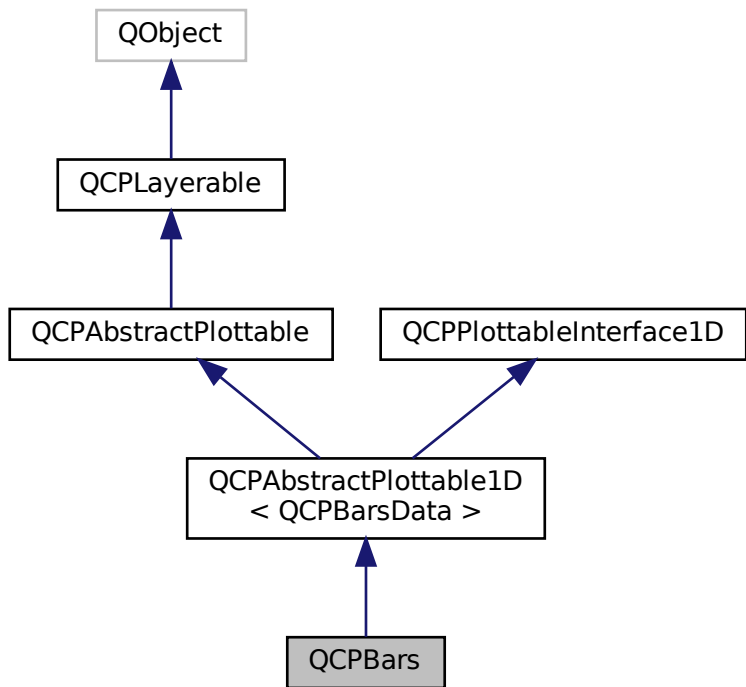 QObject
QCPLayerable
QCPAbstractPlottable
QCPPlottableInterface1D
QCPAbstractPlottable1D
< QCPBarsData >
QCPBars